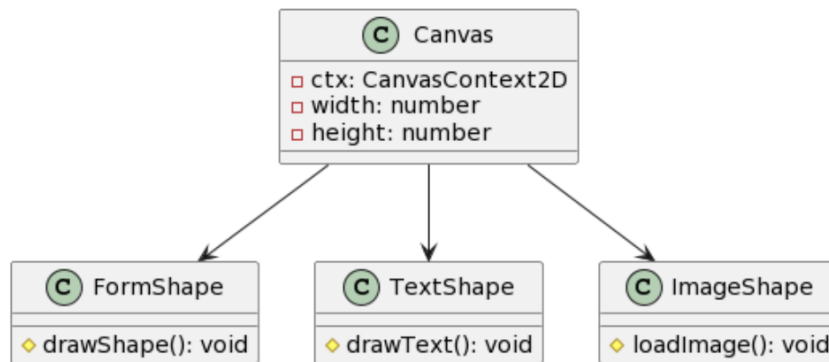 C Canvas
ctx: CanvasContext2D
width: number
height: number
C FormShape
drawShape(): void
C TextShape
drawText(): void
C ImageShape
loadImage(): void